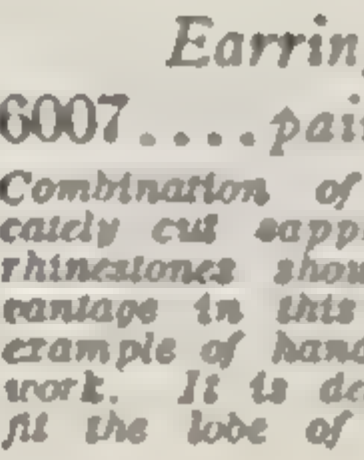 Earrin
6007....pai
Combination of
cately cut sapp
rhinestones show
vantage in this
example of hand
work. It is de
fit the lobe of